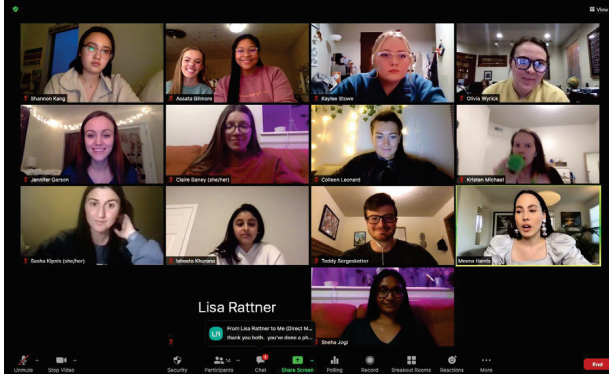 View
Shannon Kang
Assata Gilmore
Kaylee Stowe
Olivia Wyrick
Jennifer Garson
Claire Baney (she/her)
Colleen Leonard
Kristen Michael
Sasha Kipnis (she/her)
Isheeta Khurana
Teddy Sergesketter
Meena Harris
Lisa Rattner
LR
From Lisa Rattner to Me (Direct M...
thank you both. you've done a ph...
Sneha Jogi
Unmute
Stop Video
Security
14
Participants
Chat
Share Screen
Polling
Record
Breakout Rooms
Reactions
More
End